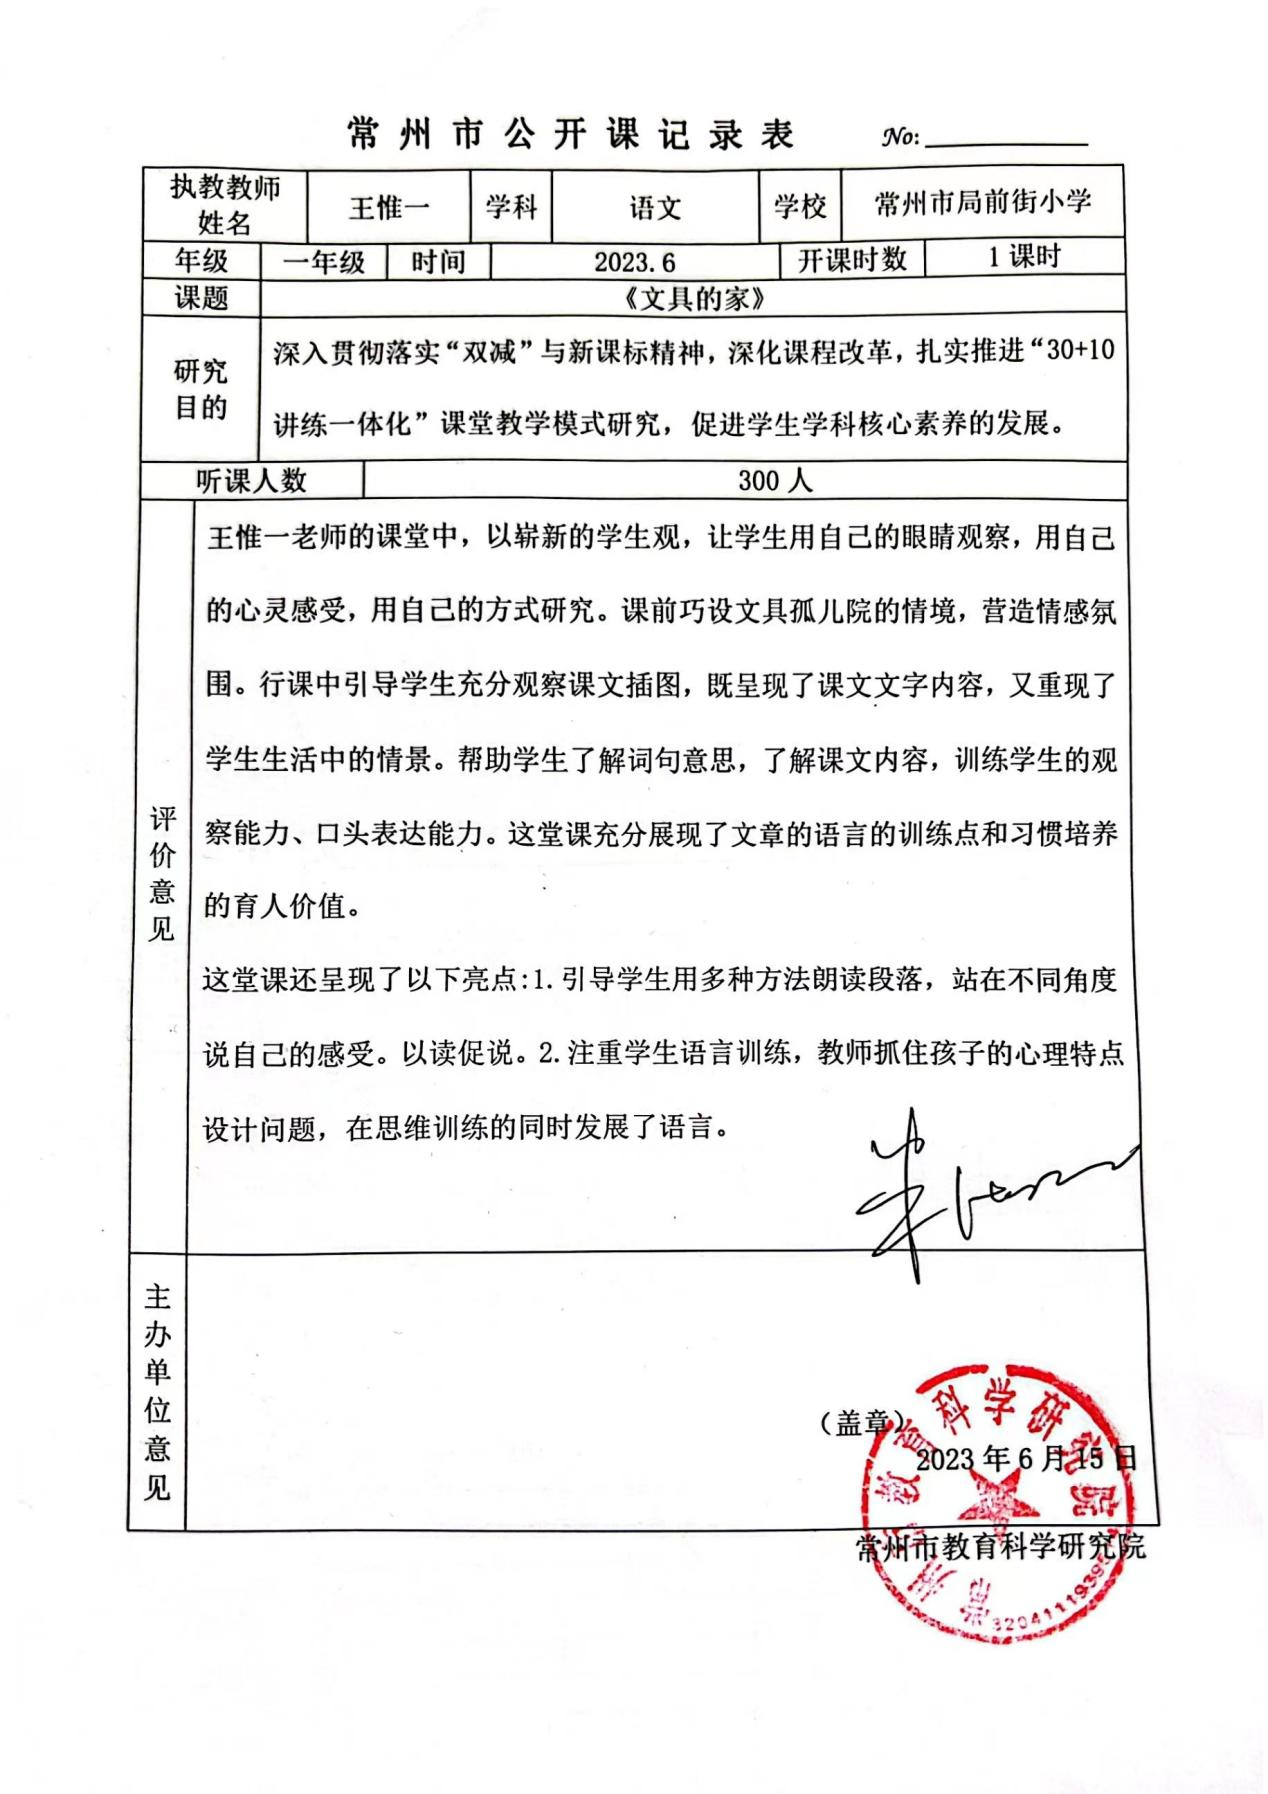 常州市公开课记录表 No:
执教教师姓名 王惟一 学科 语文 学校 常州市局前街小学
年级 一年级 时间 2023.6 开课时数 1 课时
课题 《文具的家》
研究目的
深入贯彻落实“双减”与新课标精神，深化课程改革，扎实推进“30+10
讲练一体化”课堂教学模式研究，促进学生学科核心素养的发展。
听课人数 300 人
评价意见
王惟一老师的课堂中，以崭新的学生观，让学生用自己的眼睛观察，用自己
的心灵感受，用自己的方式研究。课前巧设文具孤儿院的情境，营造情感氛
围。行课中引导学生充分观察课文插图，既呈现了课文文字内容，又重现了
学生生活中的情景。帮助学生了解词句意思，了解课文内容，训练学生的观
察能力、口头表达能力。这堂课充分展现了文章的语言的训练点和习惯培养
的育人价值。
这堂课还呈现了以下亮点:1.引导学生用多种方法朗读段落，站在不同角度
说自己的感受。以读促说。2.注重学生语言训练，教师抓住孩子的心理特点
设计问题，在思维训练的同时发展了语言。
主办单位意见
（盖章）
2023 年 6 月 15 日
常州市教育科学研究院
常州市教育科学研究院